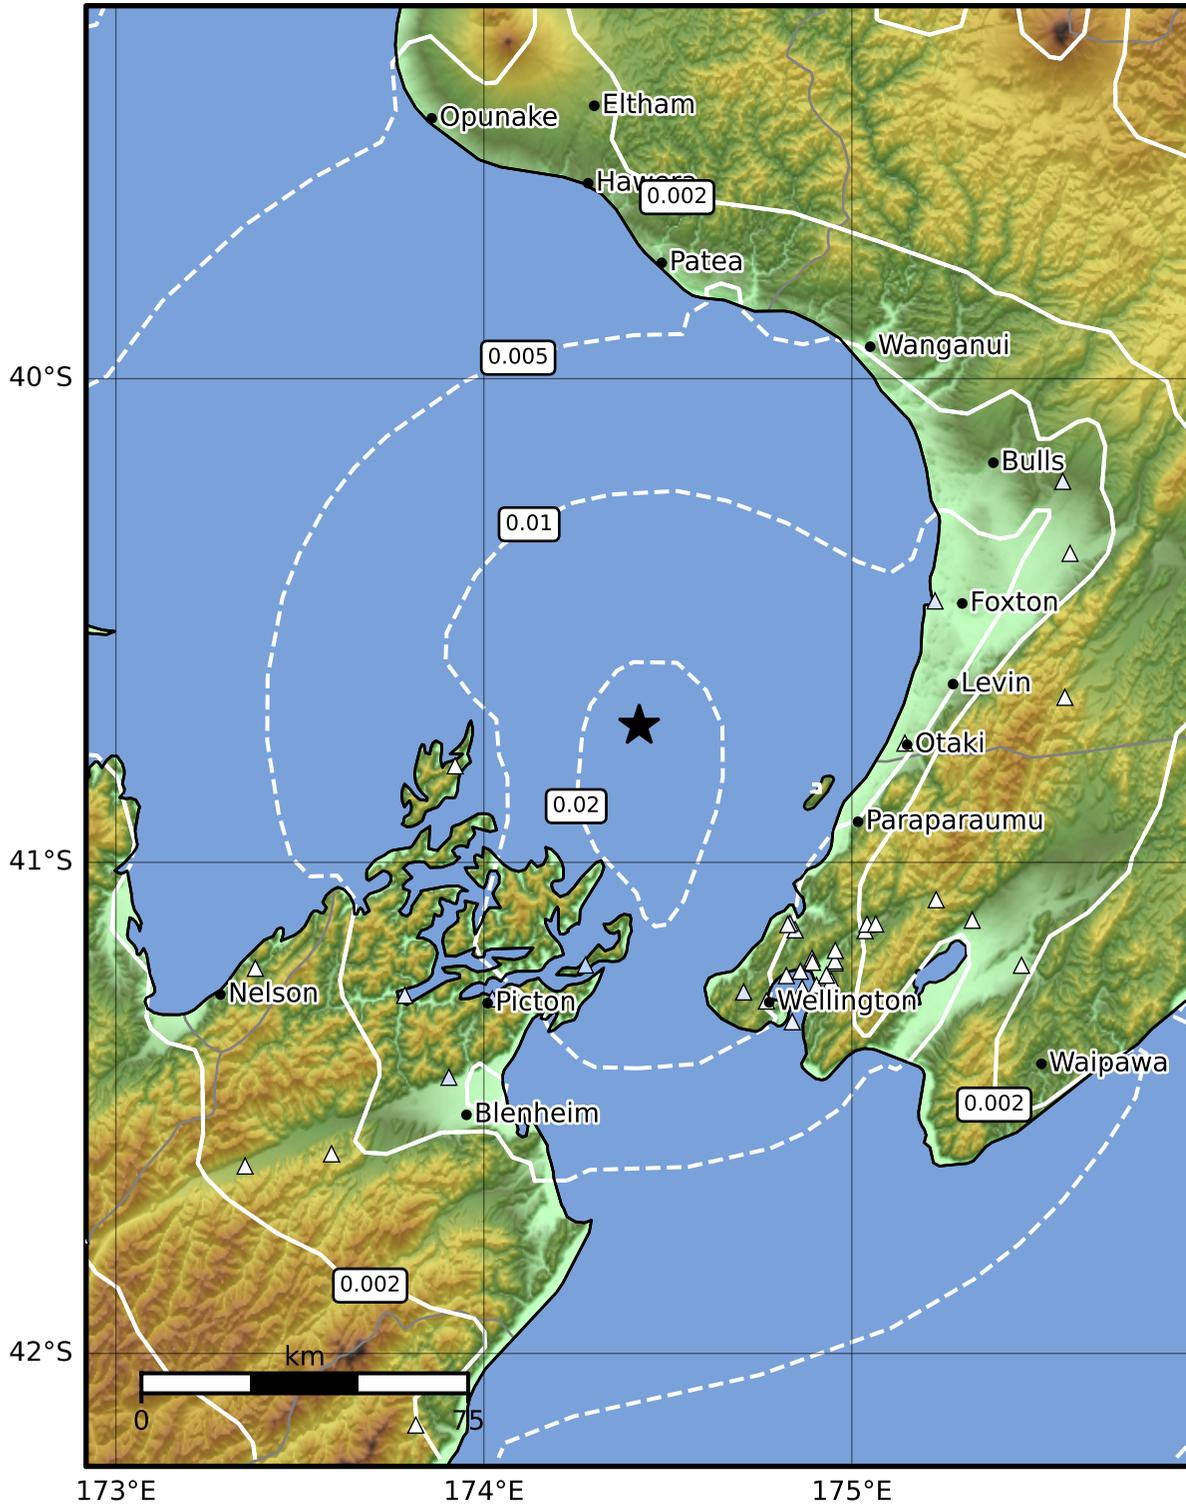 Eltham
Opunake
Hawera
0.002
Patea
0.005
Wanganui
40°S
Bulls
0.01
Foxton
Levin
Otaki
0.02
Paraparaumu
41°S
Nelson
Picton
Wellington
Waipawa
0.002
Blenheim
0.002
42°S
km
0 75
173°E 174°E 175°E